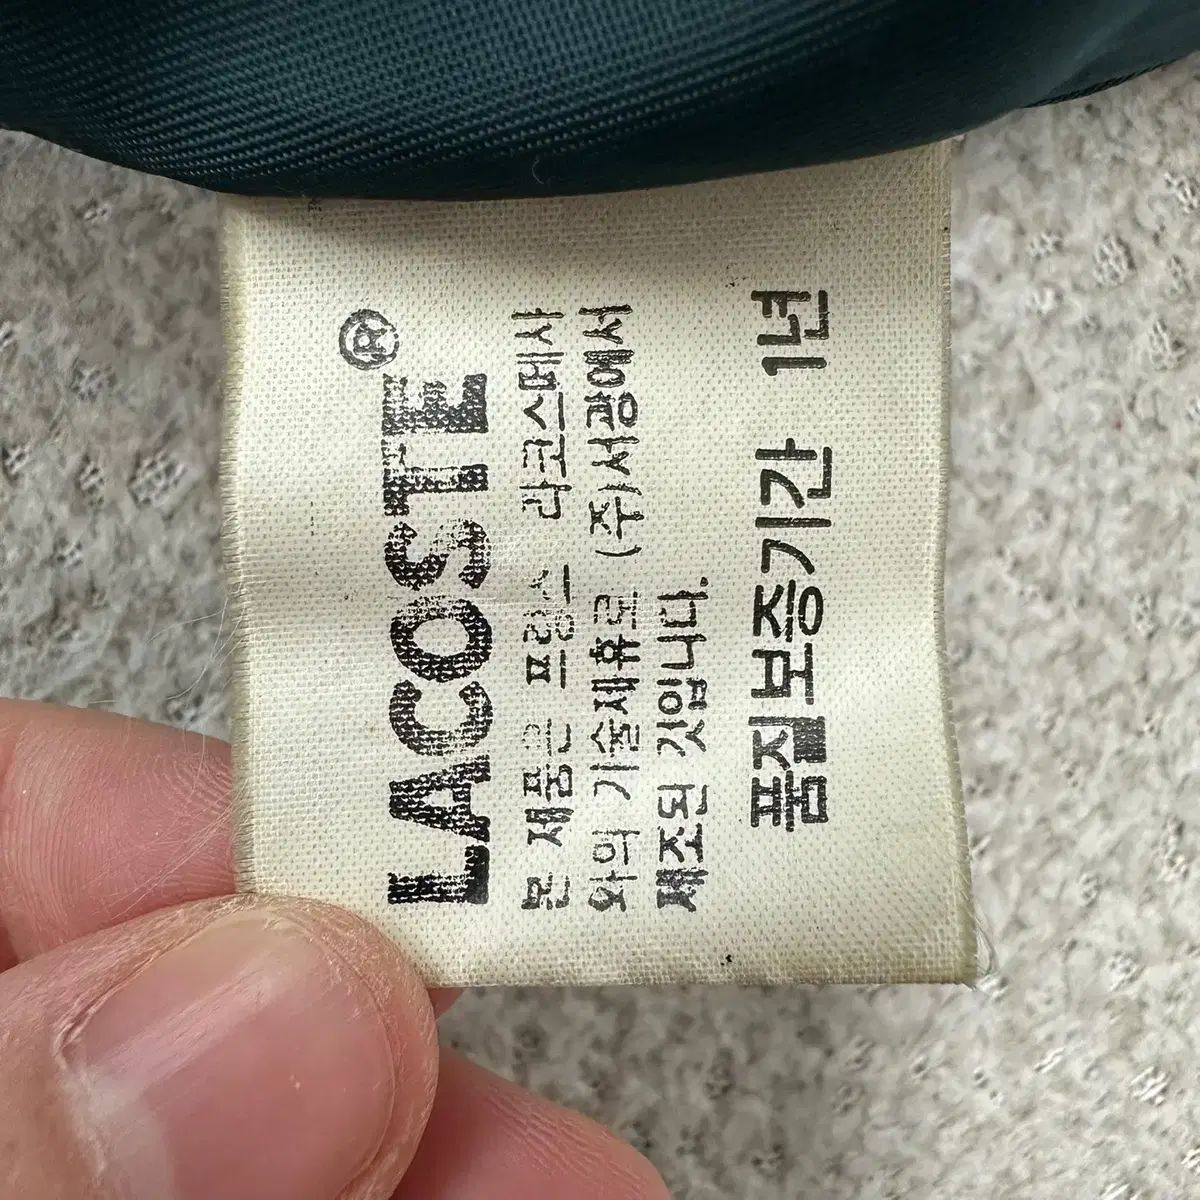 LACOSTE®
본 제품은 프랑스 라코스떼사
와의 기술제휴로 (주)서광에서
제조된 것입니다.
품질보증기간 1년